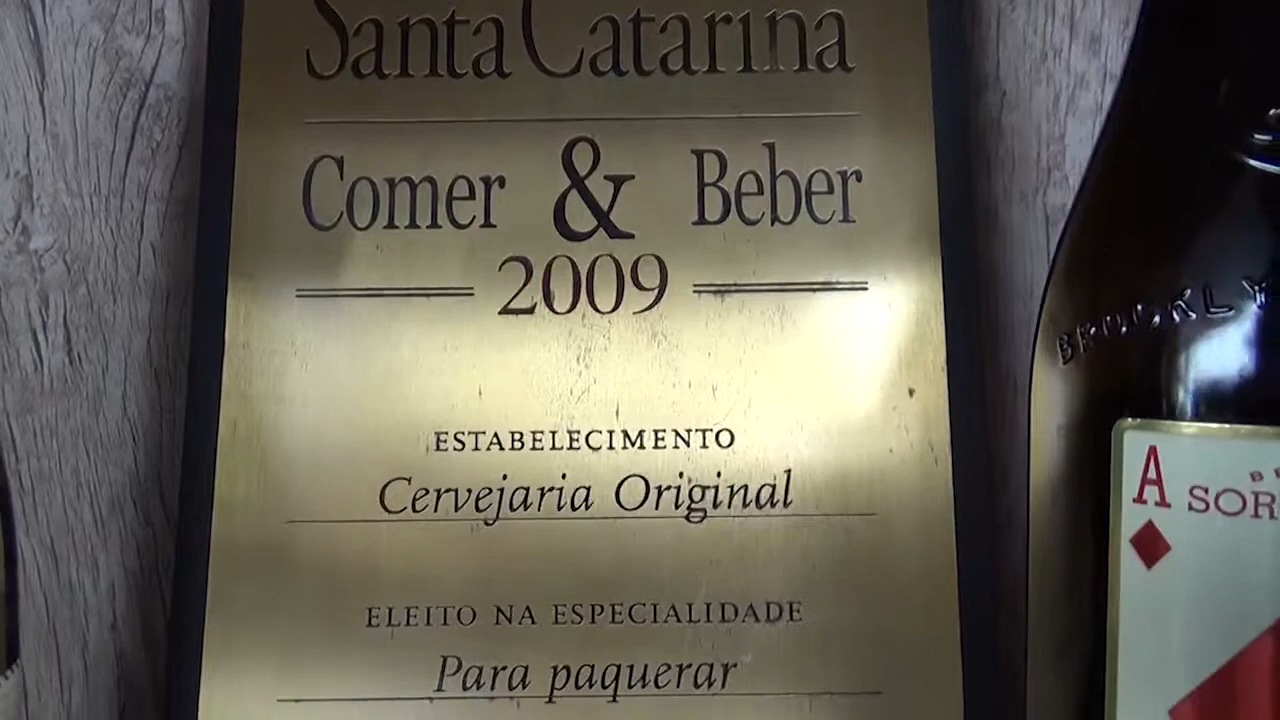 Santa Catarina
Comer & Beber
2009
ESTABELECIMENTO
Cervejaria Original
ELEITO NA ESPECIALIDADE
Para paquerar
BROOKLY
A
SOR